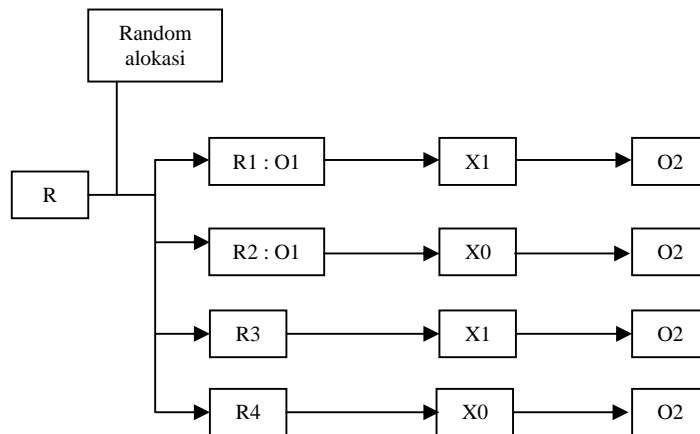 Random
alokasi
R
R1 : O1
X1
O2
R2 : O1
X0
O2
R3
X1
O2
R4
X0
O2